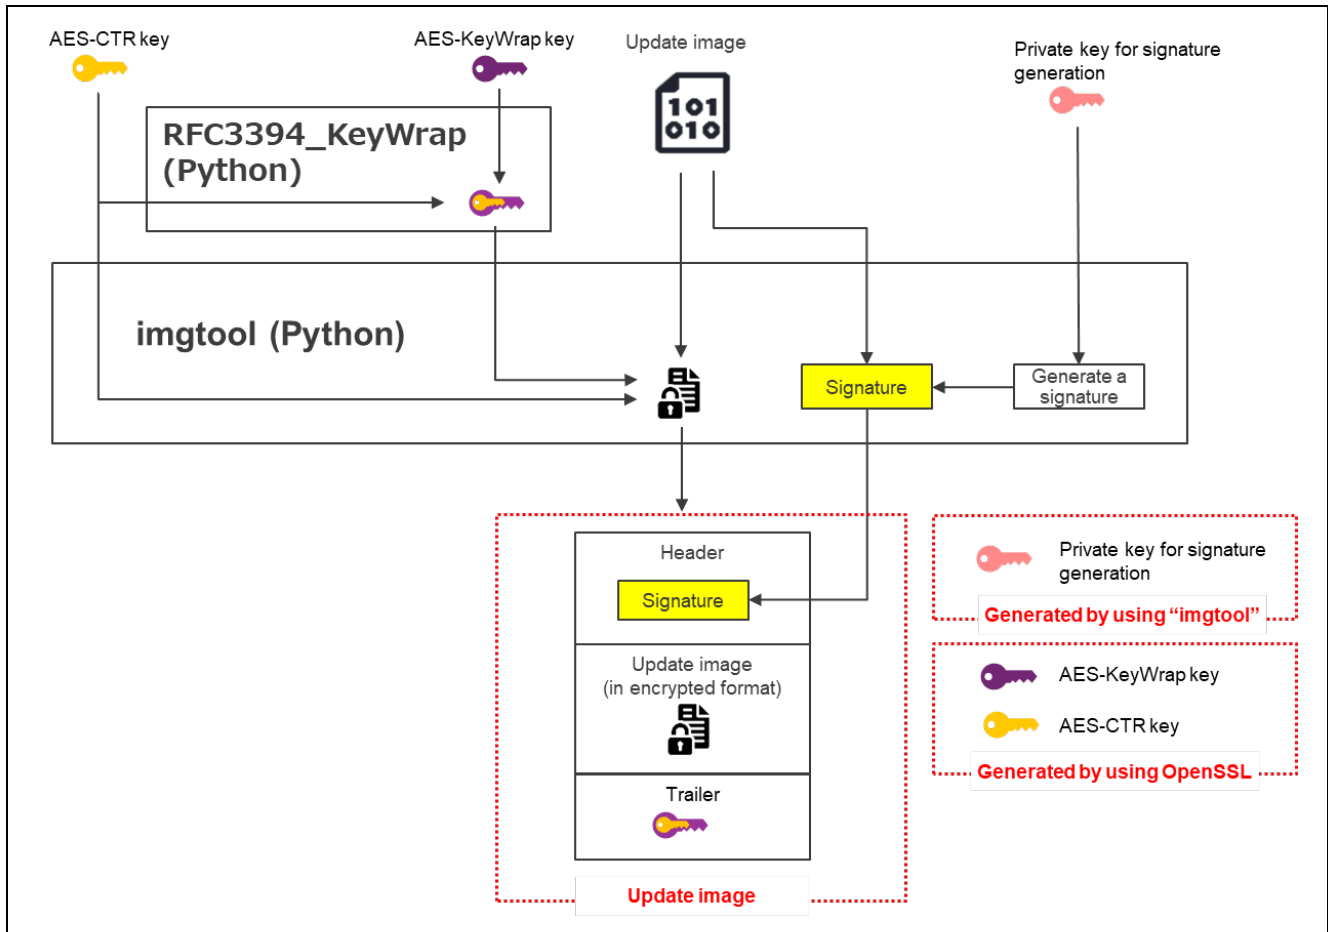 AES-CTR key
AES-KeyWrap key
Update image
Private key for signature
generation
101
010
RFC3394_KeyWrap
(Python)
imgtool (Python)
Signature
Generate a
signature
Header
Signature
Update image
(in encrypted format)
Trailer
Update image
Private key for signature
generation
Generated by using “imgtool”
AES-KeyWrap key
AES-CTR key
Generated by using OpenSSL